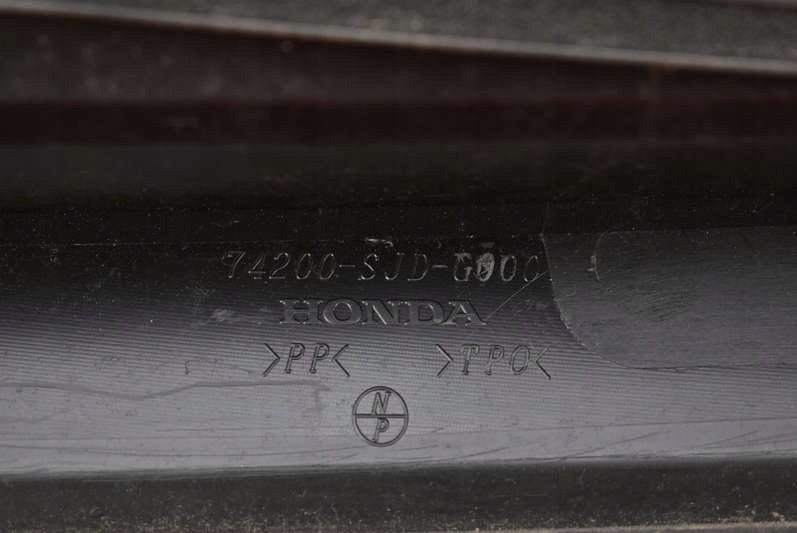 74200-SJD-G000
HONDA
>PP< >TPO<
N
P